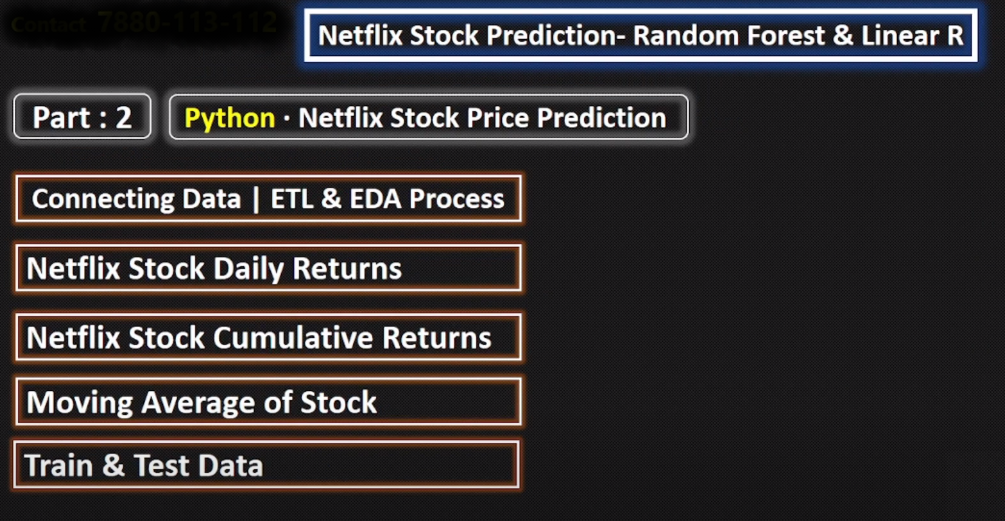 Contact 7880-113-112
Netflix Stock Prediction- Random Forest & Linear R
Part : 2
Python · Netflix Stock Price Prediction
Connecting Data | ETL & EDA Process
Netflix Stock Daily Returns
Netflix Stock Cumulative Returns
Moving Average of Stock
Train & Test Data